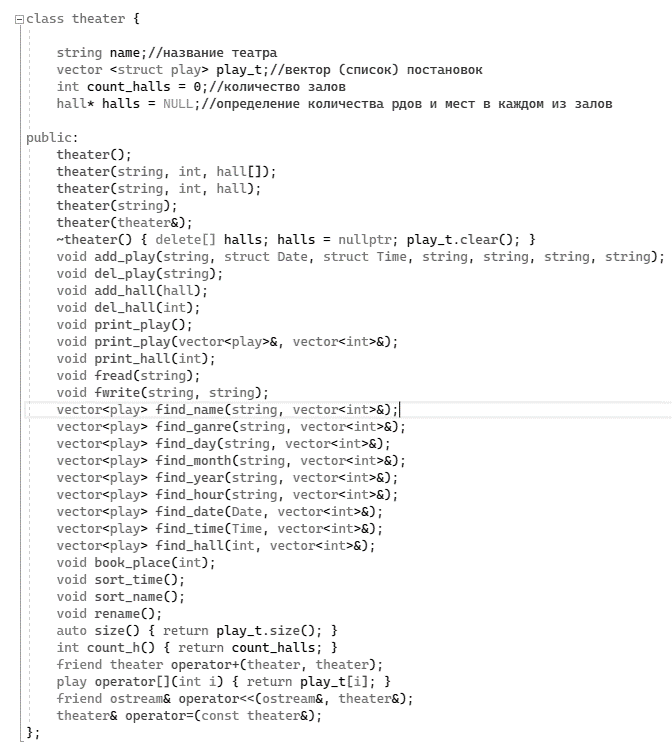 class theater {
string name;//название театра
vector <struct play> play_t;//вектор (список) постановок
int count_halls = 0;//количество залов
hall* halls = NULL;//определение количества рдов и мест в каждом из залов
public:
theater();
theater(string, int, hall[]);
theater(string, int, hall);
theater(string);
theater(theater&);
~theater() { delete[] halls; halls = nullptr; play_t.clear(); }
void add_play(string, struct Date, struct Time, string, string, string, string);
void del_play(string);
void add_hall(hall);
void del_hall(int);
void print_play();
void print_play(vector<play>&, vector<int>&);
void print_hall(int);
void fread(string);
void fwrite(string, string);
vector<play> find_name(string, vector<int>&);
vector<play> find_ganre(string, vector<int>&);
vector<play> find_day(string, vector<int>&);
vector<play> find_month(string, vector<int>&);
vector<play> find_year(string, vector<int>&);
vector<play> find_hour(string, vector<int>&);
vector<play> find_date(Date, vector<int>&);
vector<play> find_time(Time, vector<int>&);
vector<play> find_hall(int, vector<int>&);
void book_place(int);
void sort_time();
void sort_name();
void rename();
auto size() { return play_t.size(); }
int count_h() { return count_halls; }
friend theater operator+(theater, theater);
play operator[](int i) { return play_t[i]; }
friend ostream& operator<<(ostream&, theater&);
theater& operator=(const theater&);
};